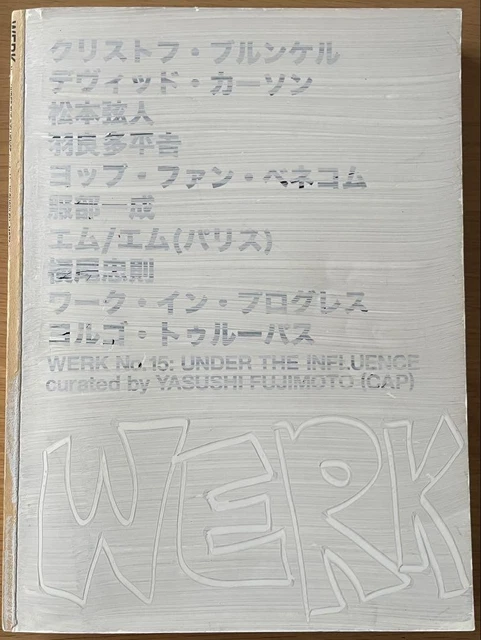 クリストフ・ブルンケル
デヴィッド・カーソン
松本弦人
羽良多平吉
ヨップ・ファン・ベネコム
服部一成
エム/エム(パリス)
横尾忠則
ワーク・イン・プログレス
ヨルゴ・トゥルーパス
WERK No.15: UNDER THE INFLUENCE
curated by YASUSHI FUJIMOTO (CAP)
WERK
WERK